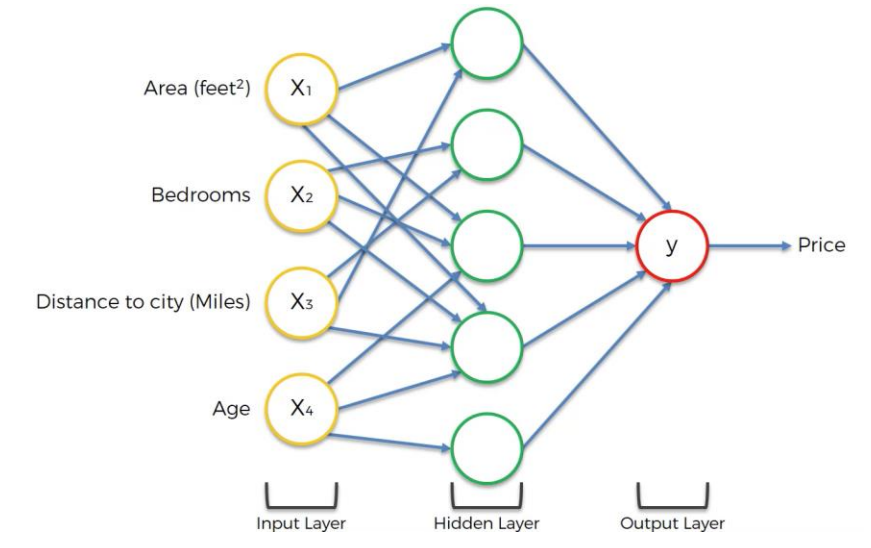 Area (feet²)
X₁
Bedrooms
X₂
Distance to city (Miles)
X₃
Age
X₄
y
Price
Input Layer
Hidden Layer
Output Layer